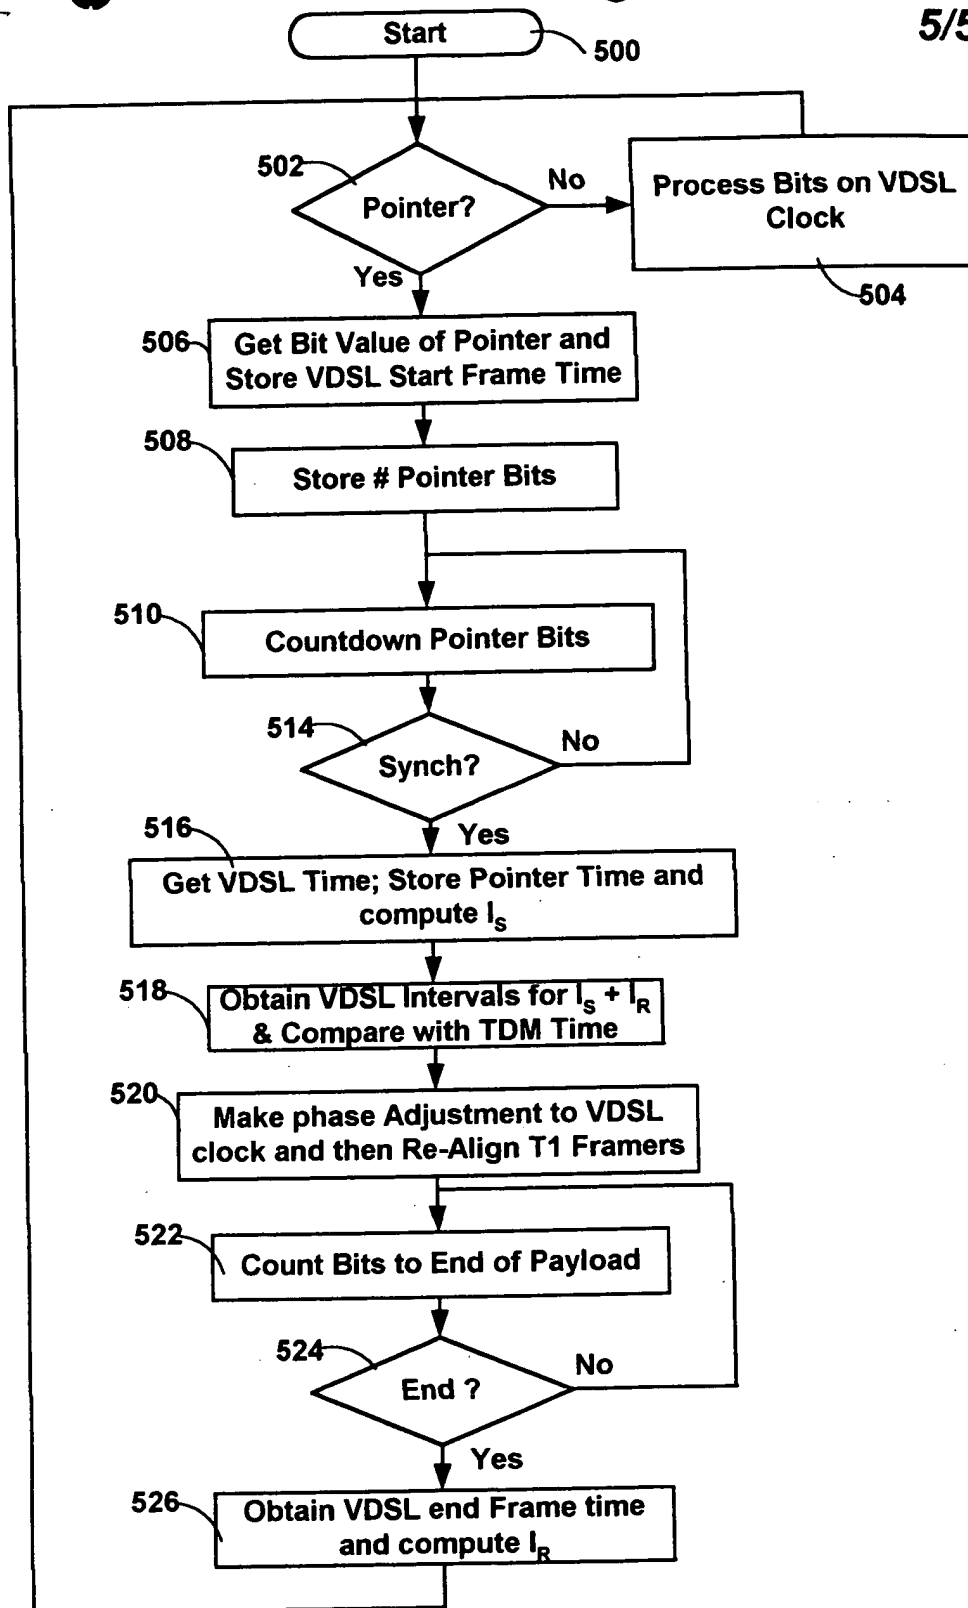 5/5
Start
500
502
Pointer?
No
Process Bits on VDSL
Clock
504
Yes
506
Get Bit Value of Pointer and
Store VDSL Start Frame Time
508
Store # Pointer Bits
510
Countdown Pointer Bits
514
Synch?
No
Yes
516
Get VDSL Time; Store Pointer Time and
compute IS
518
Obtain VDSL Intervals for IS + IR
& Compare with TDM Time
520
Make phase Adjustment to VDSL
clock and then Re-Align T1 Framers
522
Count Bits to End of Payload
524
End ?
No
Yes
526
Obtain VDSL end Frame time
and compute IR